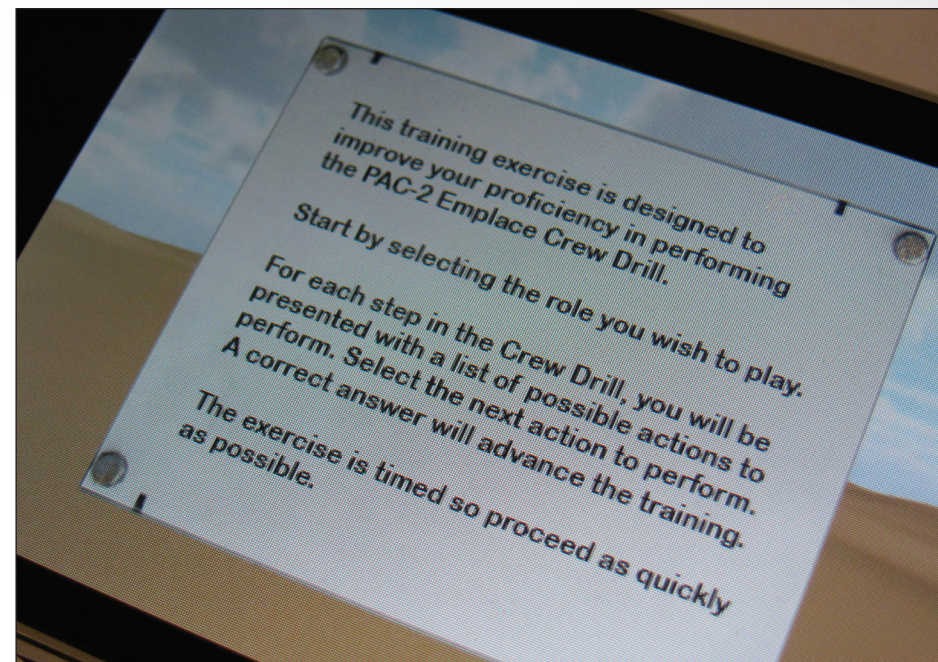 This training exercise is designed to
improve your proficiency in performing
the PAC-2 Emplace Crew Drill.
Start by selecting the role you wish to play.
For each step in the Crew Drill, you will be
presented with a list of possible actions to
perform. Select the next action to perform.
A correct answer will advance the training.
The exercise is timed so proceed as quickly
as possible.